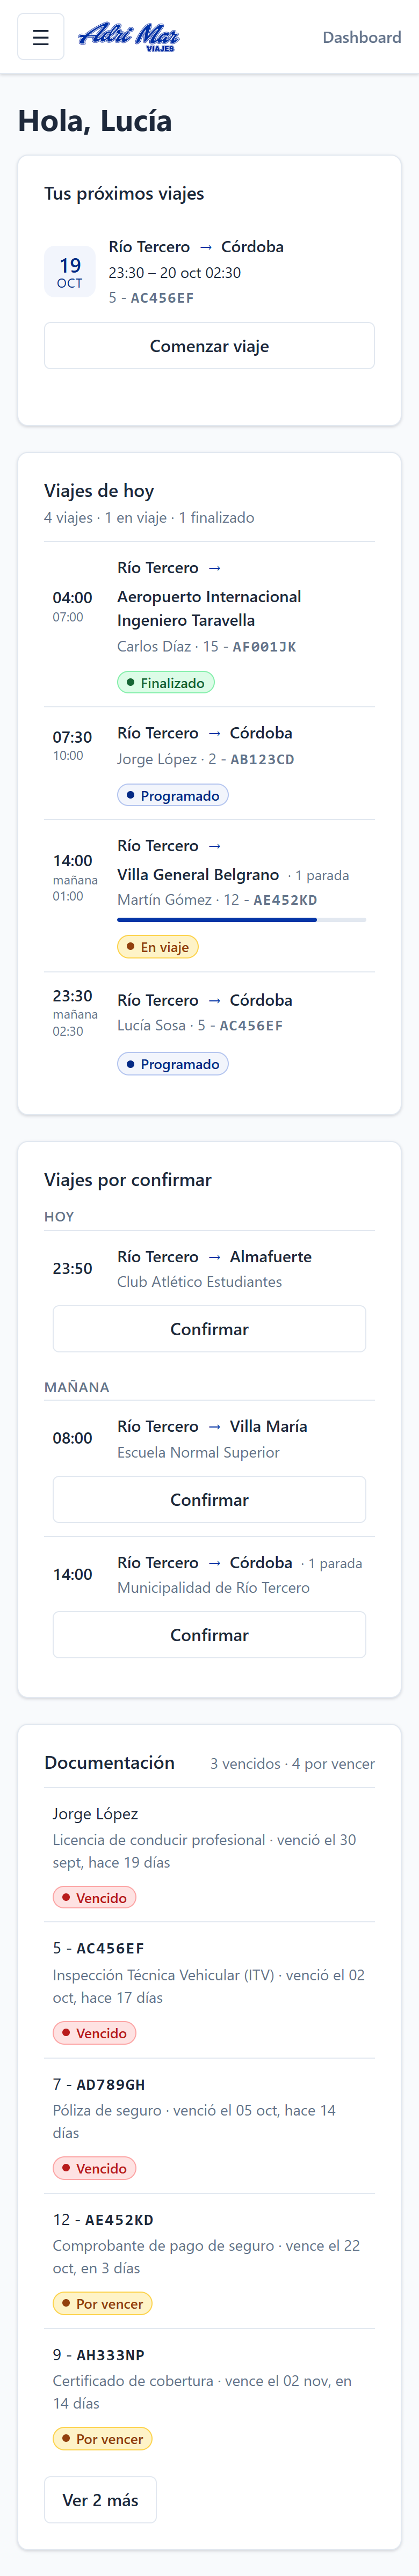 ☰
Adri Mar
VIAJES
Dashboard
Hola, Lucía
Tus próximos viajes
19
OCT
Río Tercero → Córdoba
23:30 – 20 oct 02:30
5 - AC456EF
Comenzar viaje
Viajes de hoy
4 viajes · 1 en viaje · 1 finalizado
04:00
07:00
Río Tercero →
Aeropuerto Internacional
Ingeniero Taravella
Carlos Díaz · 15 - AF001JK
Finalizado
07:30
10:00
Río Tercero → Córdoba
Jorge López · 2 - AB123CD
Programado
14:00
mañana
01:00
Río Tercero →
Villa General Belgrano · 1 parada
Martín Gómez · 12 - AE452KD
En viaje
23:30
mañana
02:30
Río Tercero → Córdoba
Lucía Sosa · 5 - AC456EF
Programado
Viajes por confirmar
HOY
23:50
Río Tercero → Almafuerte
Club Atlético Estudiantes
Confirmar
MAÑANA
08:00
Río Tercero → Villa María
Escuela Normal Superior
Confirmar
14:00
Río Tercero → Córdoba · 1 parada
Municipalidad de Río Tercero
Confirmar
Documentación
3 vencidos · 4 por vencer
Jorge López
Licencia de conducir profesional · venció el 30
sept, hace 19 días
Vencido
5 - AC456EF
Inspección Técnica Vehicular (ITV) · venció el 02
oct, hace 17 días
Vencido
7 - AD789GH
Póliza de seguro · venció el 05 oct, hace 14
días
Vencido
12 - AE452KD
Comprobante de pago de seguro · vence el 22
oct, en 3 días
Por vencer
9 - AH333NP
Certificado de cobertura · vence el 02 nov, en
14 días
Por vencer
Ver 2 más